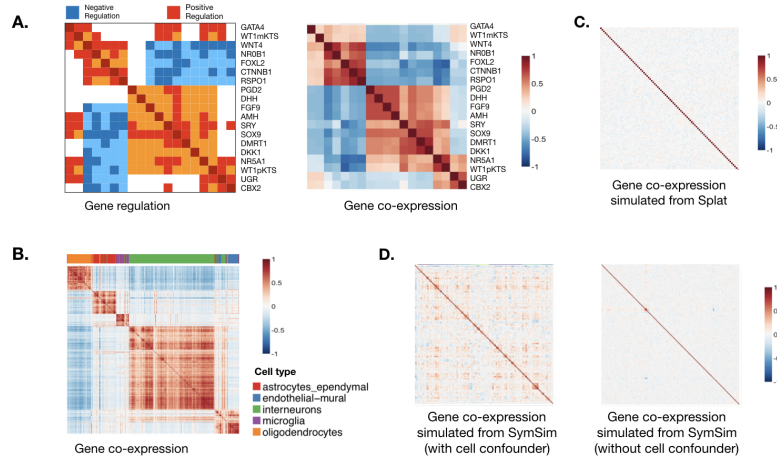 A.
Negative
Regulation
Positive
Regulation
GATA4
WT1mKTS
WNT4
NR0B1
FOXL2
CTNNB1
RSPO1
PGD2
DHH
FGF9
AMH
SRY
SOX9
DMRT1
DKK1
NR5A1
WT1pKTS
UGR
CBX2
Gene regulation
GATA4
WT1mKTS
WNT4
NR0B1
FOXL2
CTNNB1
RSPO1
PGD2
DHH
FGF9
AMH
SRY
SOX9
DMRT1
DKK1
NR5A1
WT1pKTS
UGR
CBX2
1
0.5
0
-0.5
-1
Gene co-expression
C.
1
0.5
0
-0.5
-1
Gene co-expression
simulated from Splat
B.
1
0.5
0
-0.5
-1
Cell type
astrocytes_ependymal
endothelial-mural
interneurons
microglia
oligodendrocytes
Gene co-expression
D.
Gene co-expression
simulated from SymSim
(with cell confounder)
1
0
Gene co-expression
simulated from SymSim
(without cell confounder)